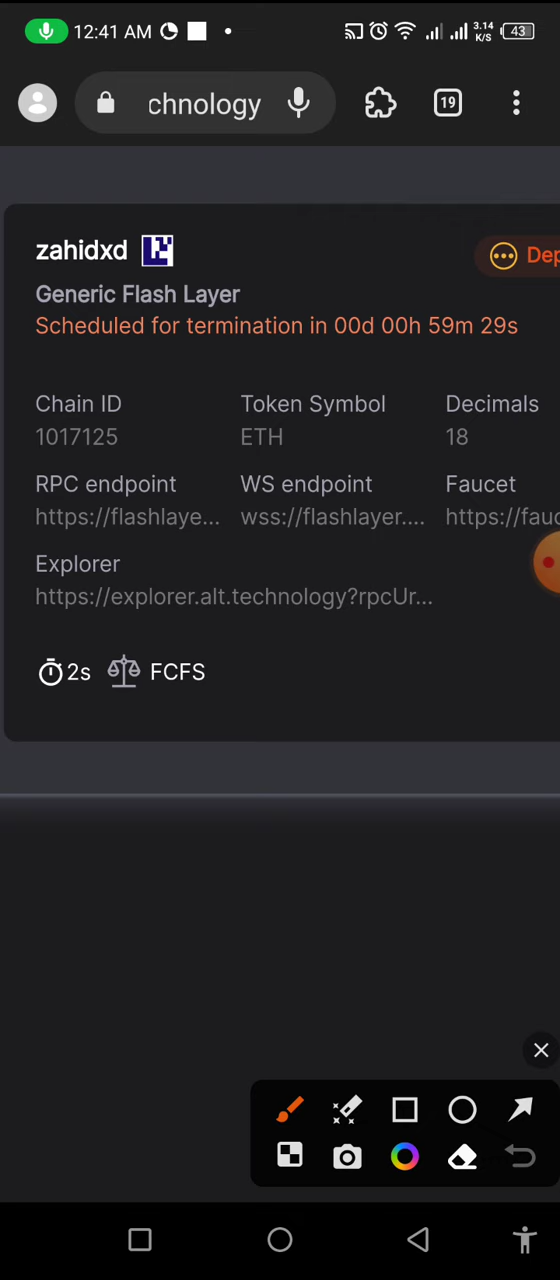 12:41 AM 3.14 K/S 43
chnology 19
zahidxd Dep
Generic Flash Layer
Scheduled for termination in 00d 00h 59m 29s
Chain ID Token Symbol Decimals
1017125 ETH 18
RPC endpoint WS endpoint Faucet
https://flashlaye... wss://flashlayer.... https://fauc
Explorer
https://explorer.alt.technology?rpcUr...
2s FCFS